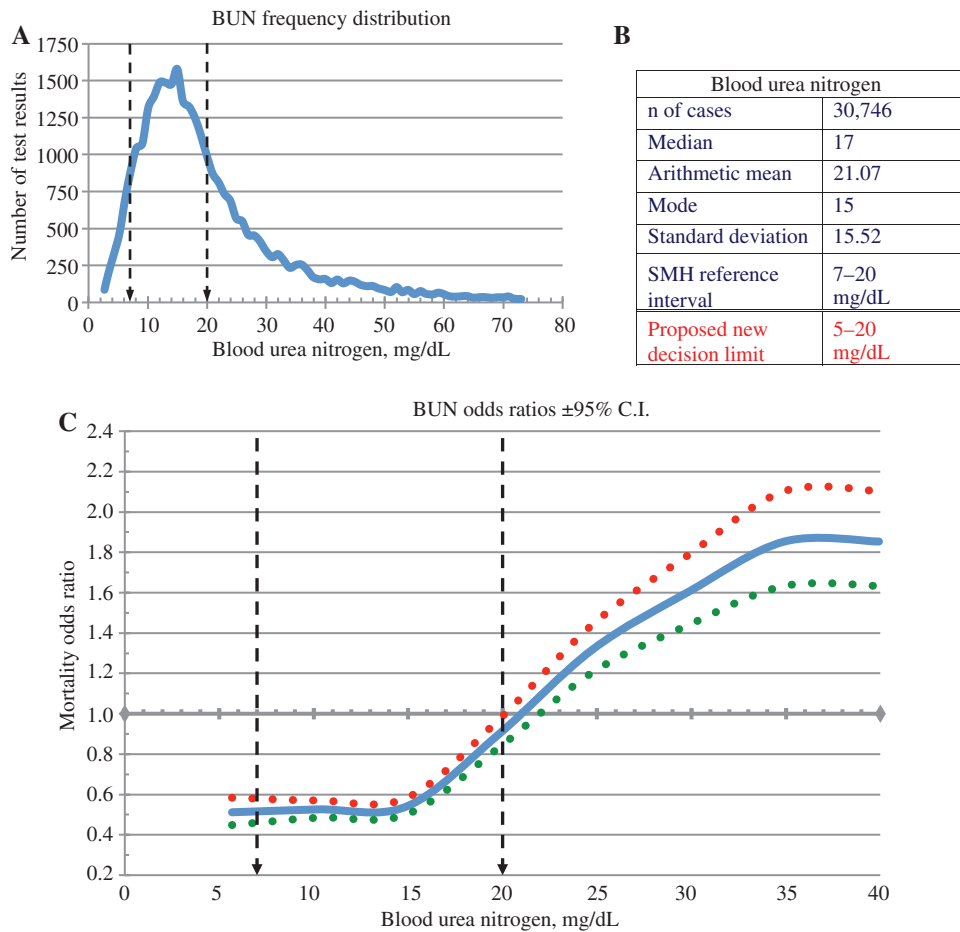 A
BUN frequency distribution
Number of test results
1750
1500
1250
1000
750
500
250
0
0 10 20 30 40 50 60 70 80
Blood urea nitrogen, mg/dL
B
Blood urea nitrogen
n of cases 30,746
Median 17
Arithmetic mean 21.07
Mode 15
Standard deviation 15.52
SMH reference 7–20
interval mg/dL
Proposed new 5–20
decision limit mg/dL
C
BUN odds ratios ±95% C.I.
Mortality odds ratio
2.4
2.2
2.0
1.8
1.6
1.4
1.2
1.0
0.8
0.6
0.4
0.2
0 5 10 15 20 25 30 35 40
Blood urea nitrogen, mg/dL